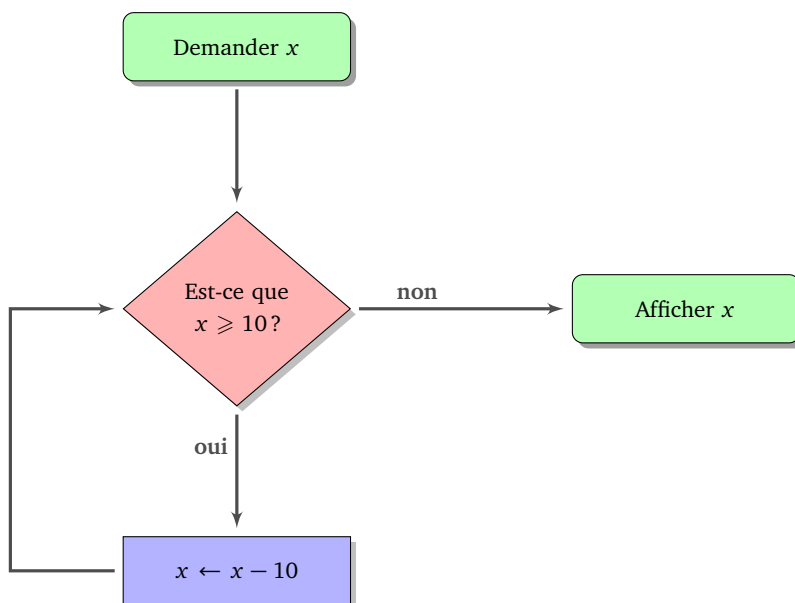 Demander x
Est-ce que
x ⩾ 10 ?
non
Afficher x
oui
x ← x − 10